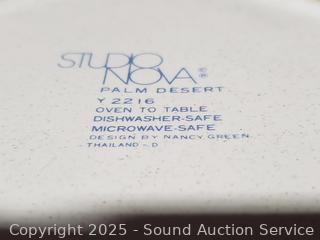 STUDIO
NOVA®
PALM DESERT
Y 2216
OVEN TO TABLE
DISHWASHER-SAFE
MICROWAVE-SAFE
DESIGN BY NANCY GREEN
THAILAND - D
Copyright 2025 - Sound Auction Service